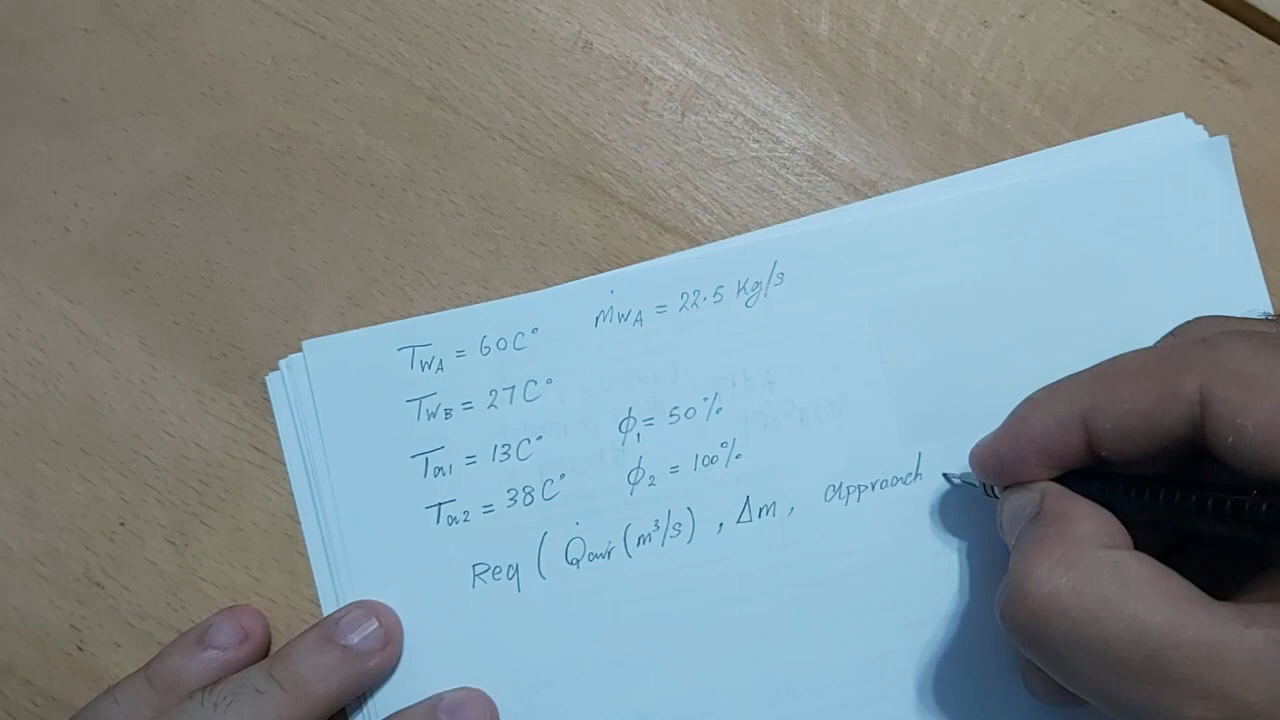 TWA = 60C° ṁWA = 22.5 Kg/s
TWB = 27C°
Ta1 = 13C° ϕ1 = 50%
Ta2 = 38C° ϕ2 = 100%
Req ( Q̇air (m³/s) , Δm, approach